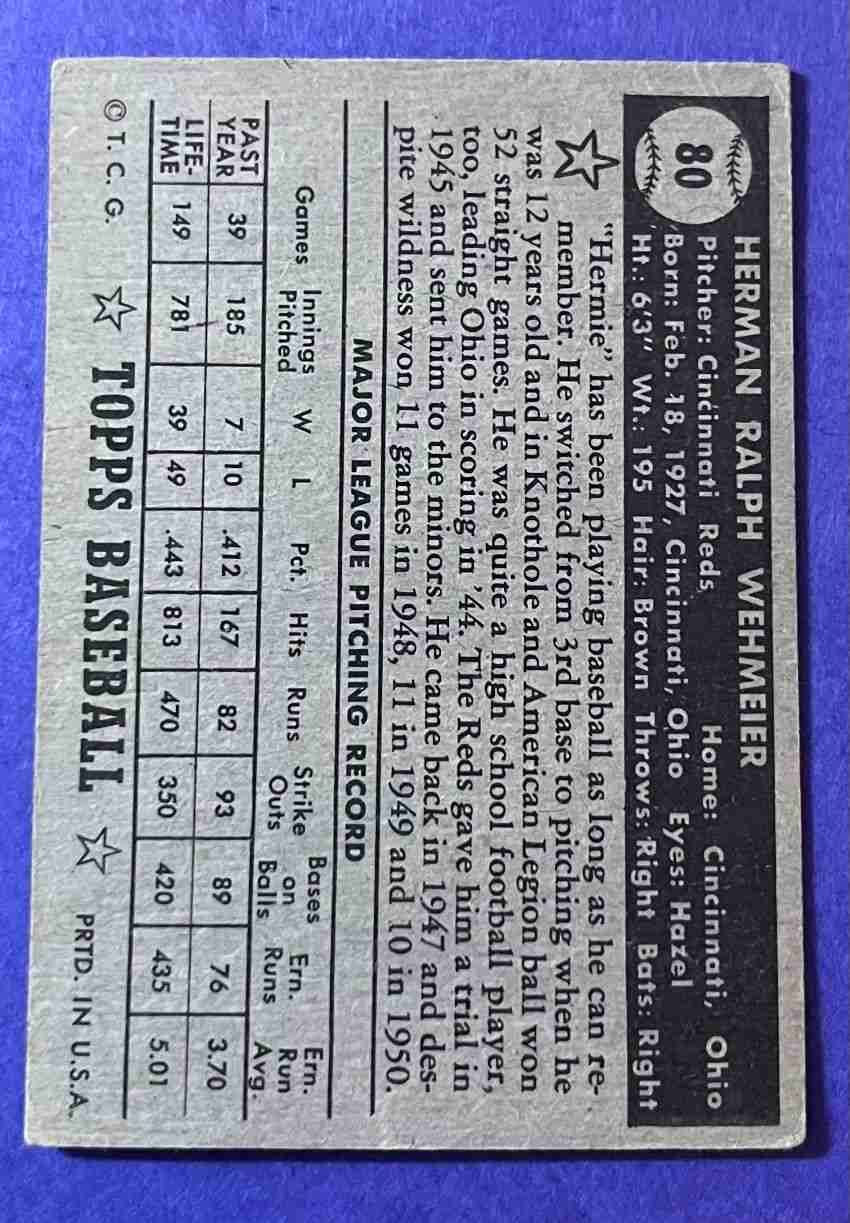 80
HERMAN RALPH WEHMEIER
Pitcher: Cincinnati Reds Home: Cincinnati, Ohio
Born: Feb. 18, 1927, Cincinnati, Ohio Eyes: Hazel
Ht.: 6'3" Wt.: 195 Hair: Brown Throws: Right Bats: Right
"Hermie" has been playing baseball as long as he can re-
member. He switched from 3rd base to pitching when he
was 12 years old and in Knothole and American Legion ball won
52 straight games. He was quite a high school football player,
too, leading Ohio in scoring in '44. The Reds gave him a trial in
1945 and sent him to the minors. He came back in 1947 and des-
pite wildness won 11 games in 1948, 11 in 1949 and 10 in 1950.
MAJOR LEAGUE PITCHING RECORD
Games Innings Pitched W L Pct. Hits Runs Strike Outs Bases on Balls Ern. Runs Ern. Run Avg.
PAST YEAR 39 185 7 10 .412 167 82 93 89 76 3.70
LIFE-TIME 149 781 39 49 .443 813 470 350 420 435 5.01
© T. C. G. TOPPS BASEBALL PRTD. IN U.S.A.